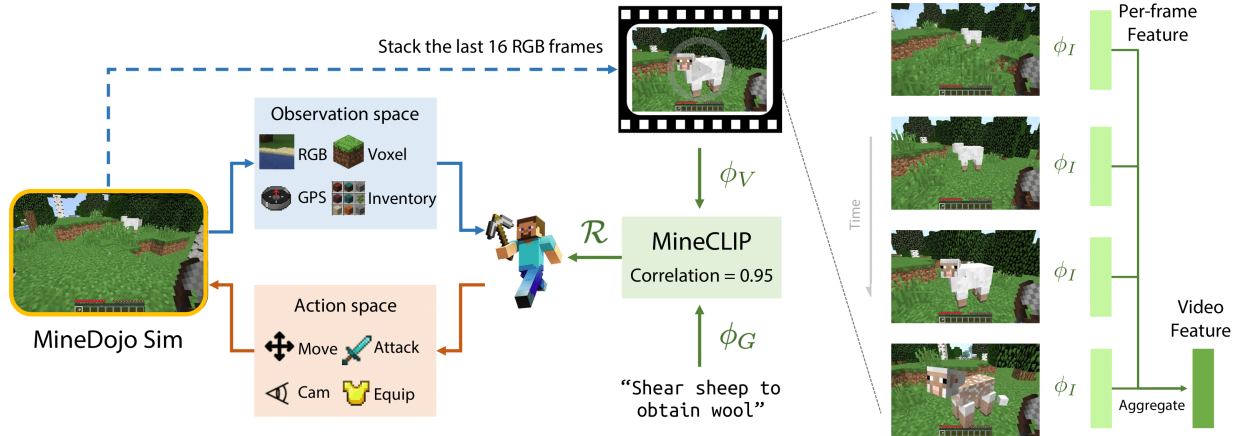 Stack the last 16 RGB frames
Observation space
RGB
Voxel
GPS
Inventory
MineDojo Sim
Action space
Move
Attack
Cam
Equip
ℛ
ϕ_V
MineCLIP
Correlation = 0.95
ϕ_G
“Shear sheep to
obtain wool”
Time
ϕ_I
ϕ_I
ϕ_I
ϕ_I
Per-frame
Feature
Video
Feature
Aggregate